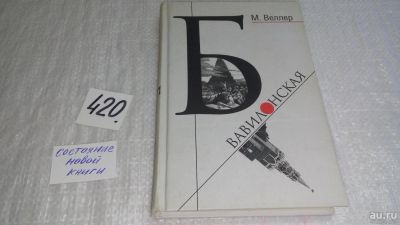 М. Веллер
Б
ВАВИЛОНСКАЯ
420
состояние
новой
книги
au.ru